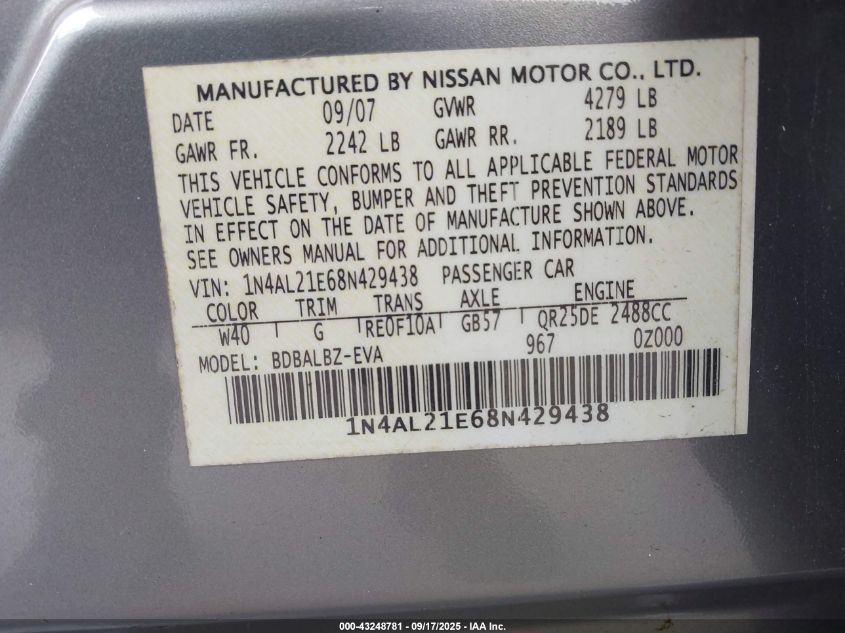 MANUFACTURED BY NISSAN MOTOR CO., LTD.
DATE 09/07 GVWR 4279 LB
GAWR FR. 2242 LB GAWR RR. 2189 LB
THIS VEHICLE CONFORMS TO ALL APPLICABLE FEDERAL MOTOR
VEHICLE SAFETY, BUMPER AND THEFT PREVENTION STANDARDS
IN EFFECT ON THE DATE OF MANUFACTURE SHOWN ABOVE.
SEE OWNERS MANUAL FOR ADDITIONAL INFORMATION.
VIN: 1N4AL21E68N429438 PASSENGER CAR
COLOR TRIM TRANS AXLE ENGINE
W40 G RE0F10A GB57 QR25DE 2488CC
MODEL: BDBALBZ-EVA 967 0Z000
1N4AL21E68N429438
000-43248781 - 09/17/2025 - IAA Inc.